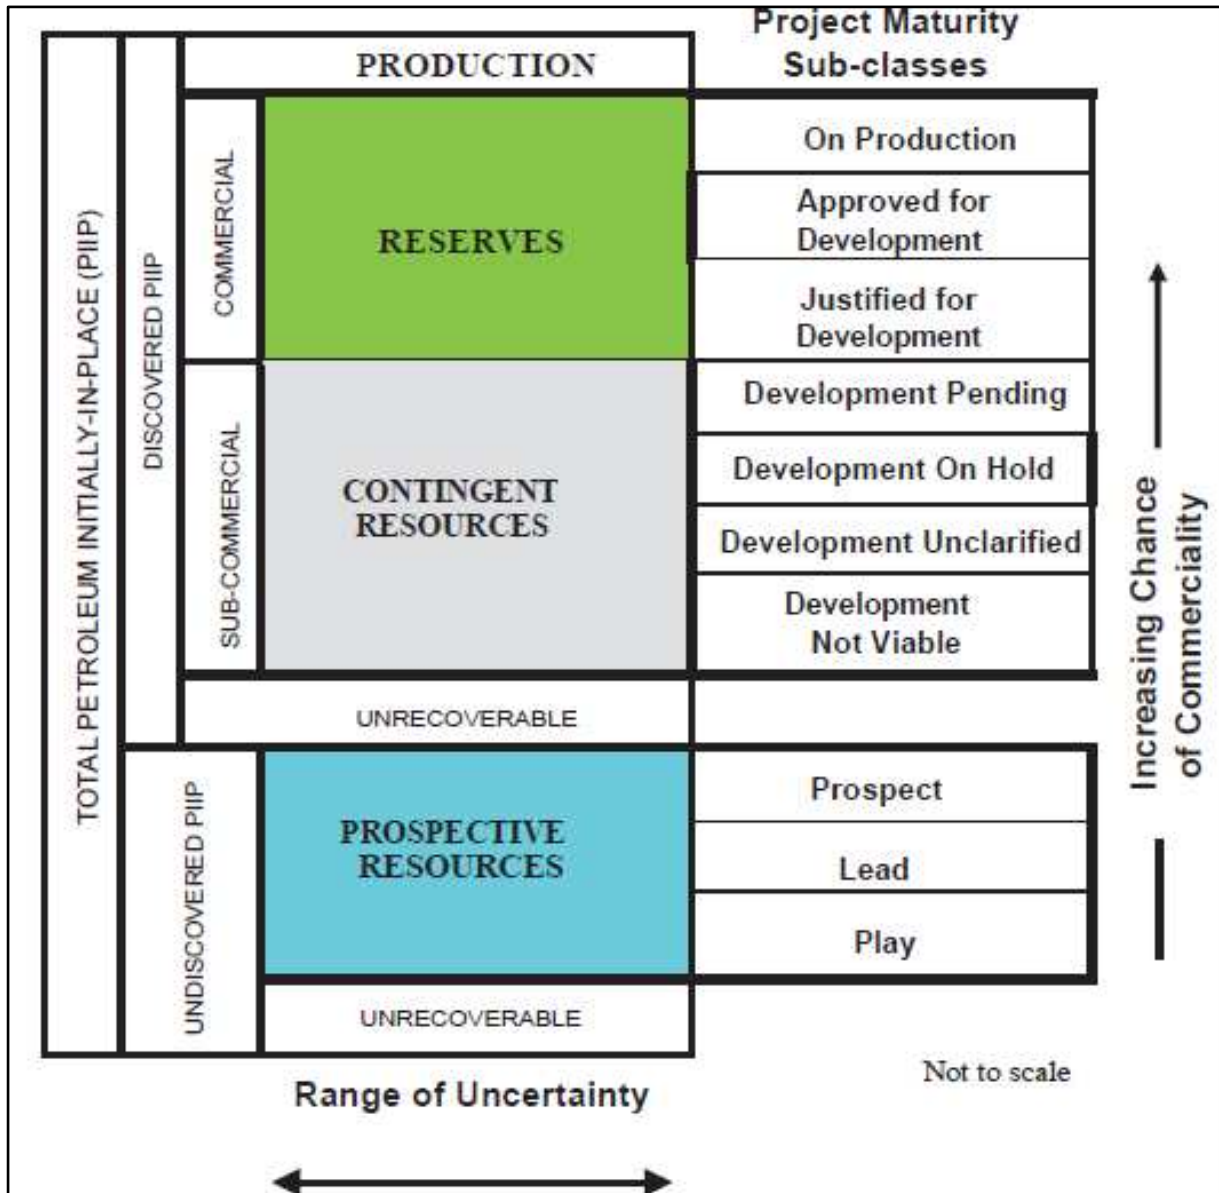 Project Maturity
Sub-classes
PRODUCTION
TOTAL PETROLEUM INITIALLY-IN-PLACE (PIIP)
DISCOVERED PIIP
COMMERCIAL
RESERVES
On Production
Approved for
Development
Justified for
Development
SUB-COMMERCIAL
CONTINGENT
RESOURCES
Development Pending
Development On Hold
Development Unclarified
Development
Not Viable
UNRECOVERABLE
UNDISCOVERED PIIP
PROSPECTIVE
RESOURCES
Prospect
Lead
Play
UNRECOVERABLE
Increasing Chance
of Commerciality
Not to scale
Range of Uncertainty